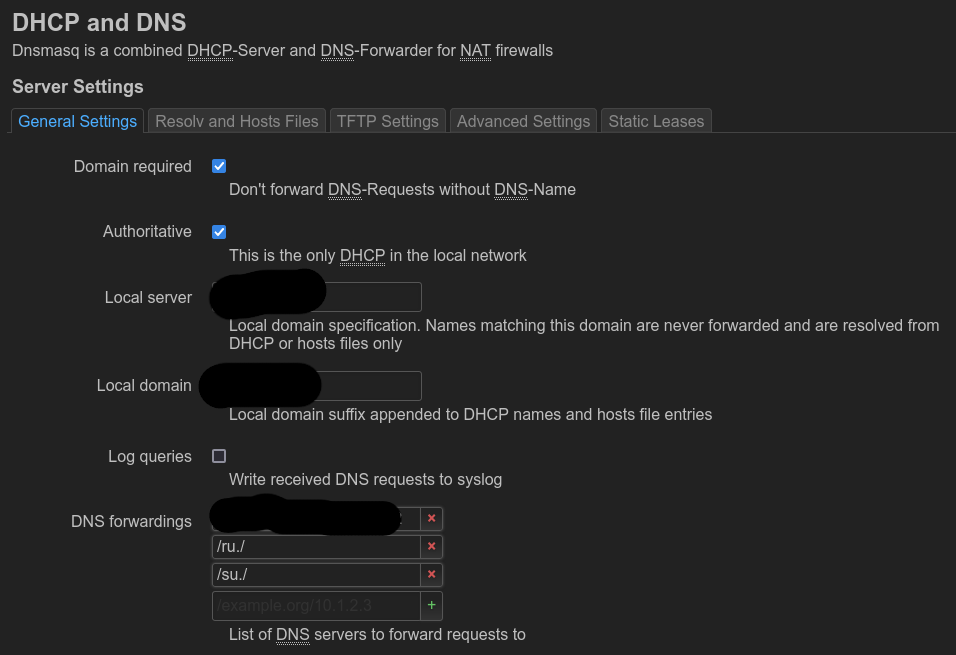 DHCP and DNS
Dnsmasq is a combined DHCP-Server and DNS-Forwarder for NAT firewalls
Server Settings
General Settings Resolv and Hosts Files TFTP Settings Advanced Settings Static Leases
Domain required
Don't forward DNS-Requests without DNS-Name
Authoritative
This is the only DHCP in the local network
Local server
Local domain specification. Names matching this domain are never forwarded and are resolved from
DHCP or hosts files only
Local domain
Local domain suffix appended to DHCP names and hosts file entries
Log queries
Write received DNS requests to syslog
DNS forwardings
/ru./
/su./
/example.org/10.1.2.3
List of DNS servers to forward requests to